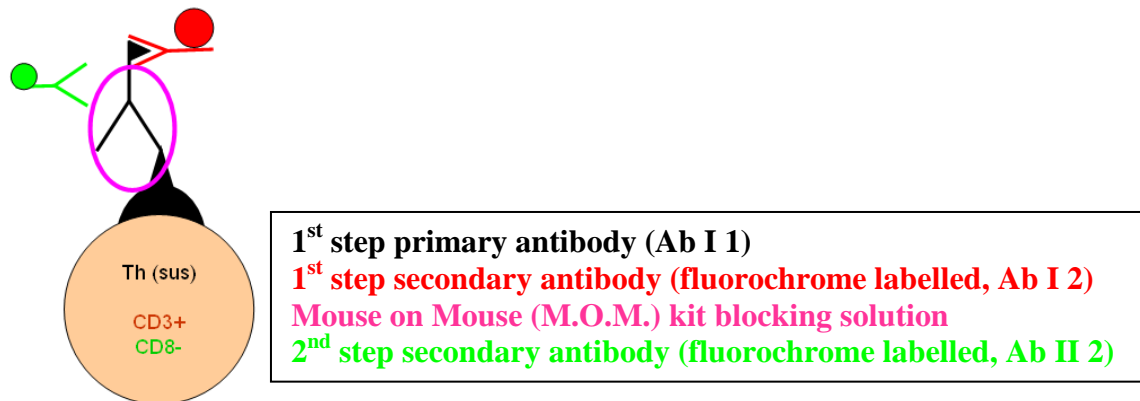 Th (sus)
CD3+
CD8-
1st step primary antibody (Ab I 1)
1st step secondary antibody (fluorochrome labelled, Ab I 2)
Mouse on Mouse (M.O.M.) kit blocking solution
2nd step secondary antibody (fluorochrome labelled, Ab II 2)